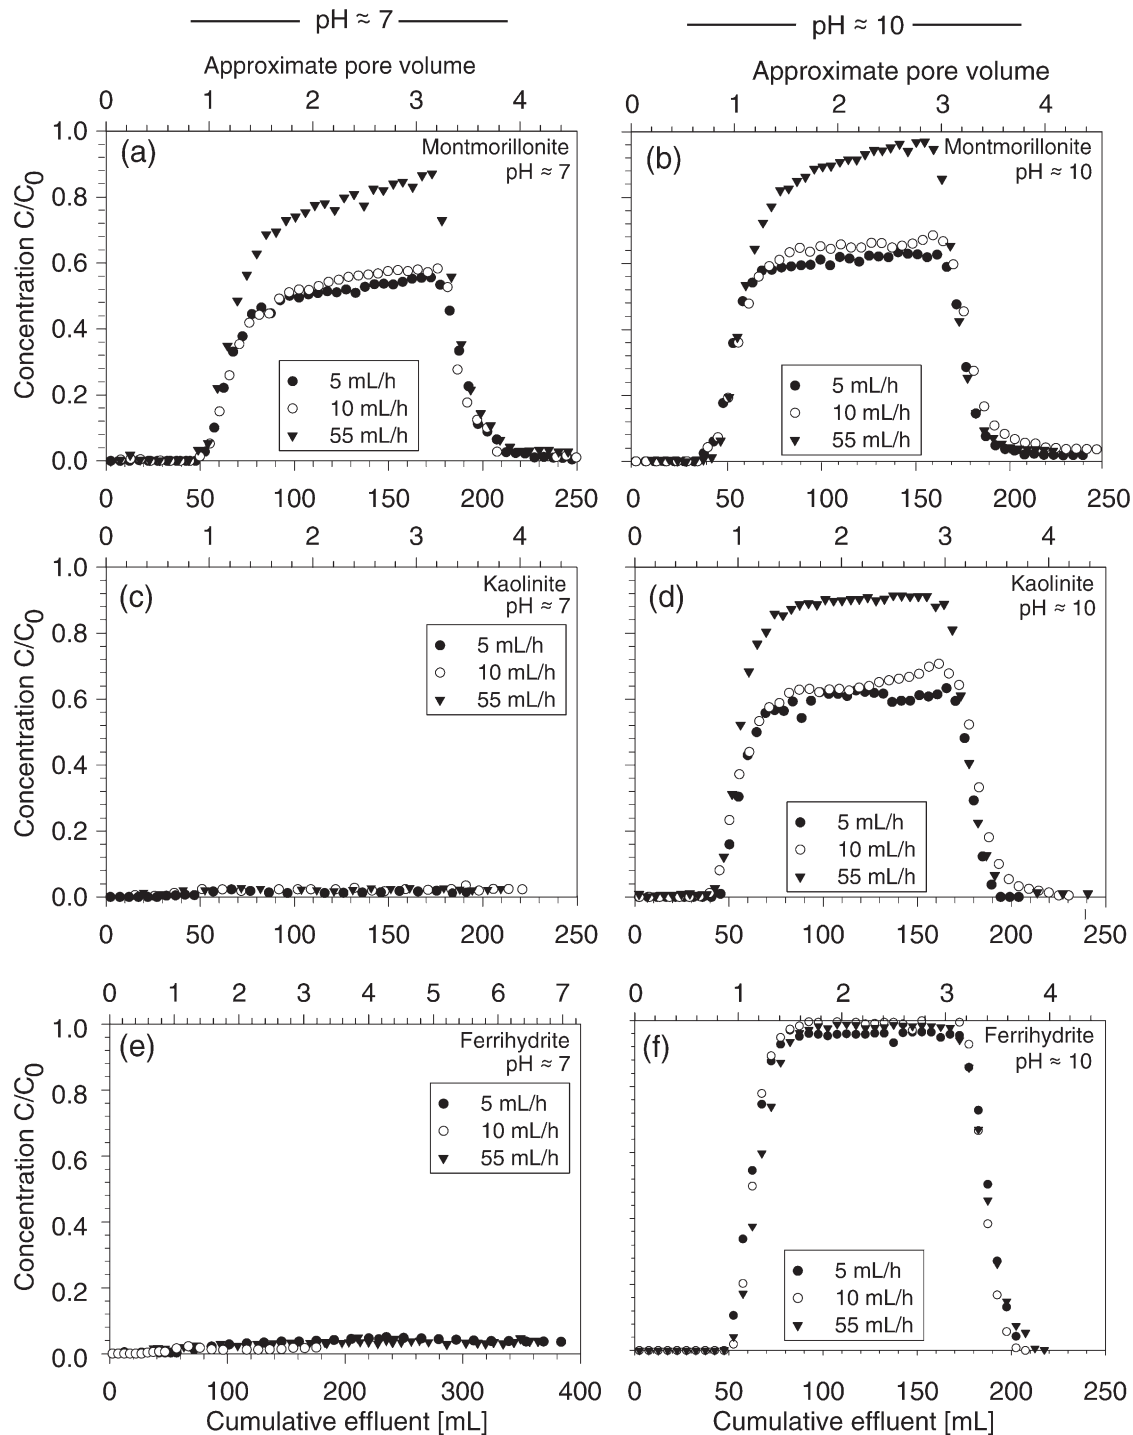 pH ≈ 7
pH ≈ 10
Approximate pore volume
Approximate pore volume
0 1 2 3 4
0 1 2 3 4
(a)
Montmorillonite
pH ≈ 7
Concentration C/C0
1.0
0.8
0.6
0.4
0.2
0.0
5 mL/h
10 mL/h
55 mL/h
0 50 100 150 200 250
(b)
Montmorillonite
pH ≈ 10
5 mL/h
10 mL/h
55 mL/h
0 50 100 150 200 250
0 1 2 3 4
0 1 2 3 4
(c)
Kaolinite
pH ≈ 7
Concentration C/C0
1.0
0.8
0.6
0.4
0.2
0.0
5 mL/h
10 mL/h
55 mL/h
0 50 100 150 200 250
(d)
Kaolinite
pH ≈ 10
5 mL/h
10 mL/h
55 mL/h
0 50 100 150 200 250
0 1 2 3 4 5 6 7
0 1 2 3 4
(e)
Ferrihydrite
pH ≈ 7
Concentration C/C0
1.0
0.8
0.6
0.4
0.2
0.0
5 mL/h
10 mL/h
55 mL/h
0 100 200 300 400
Cumulative effluent [mL]
(f)
Ferrihydrite
pH ≈ 10
5 mL/h
10 mL/h
55 mL/h
0 50 100 150 200 250
Cumulative effluent [mL]